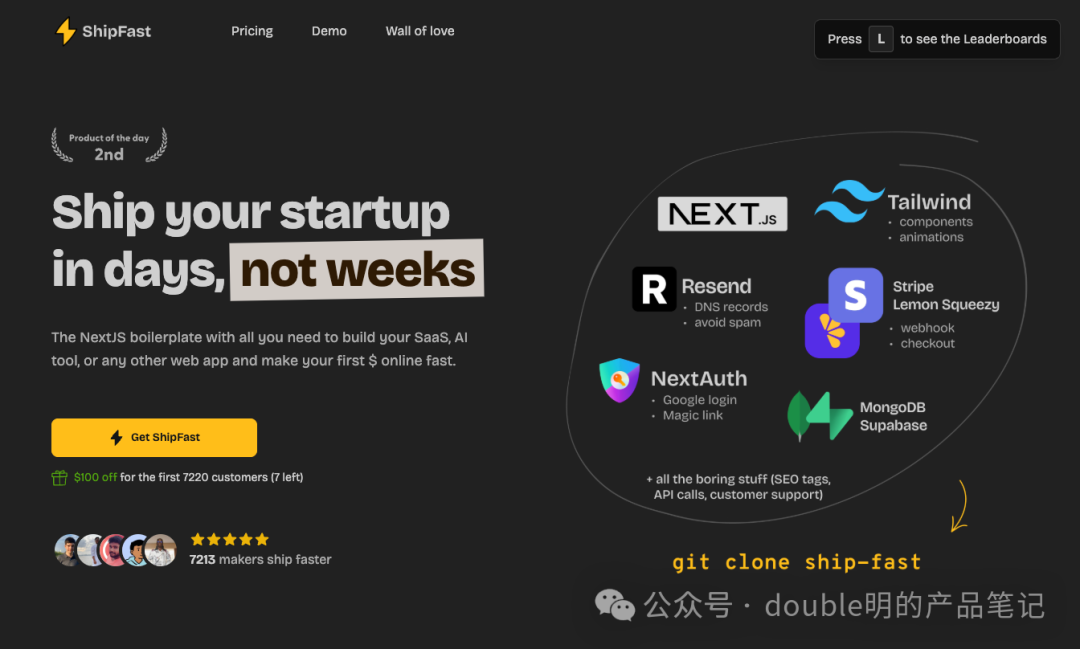 ShipFast
Pricing
Demo
Wall of love
Press L to see the Leaderboards
Product of the day
2nd
Ship your startup
in days, not weeks
The NextJS boilerplate with all you need to build your SaaS, AI
tool, or any other web app and make your first $ online fast.
Get ShipFast
$100 off for the first 7220 customers (7 left)
7213 makers ship faster
NEXT.JS
Tailwind
• components
• animations
R
Resend
• DNS records
• avoid spam
S
Stripe
Lemon Squeezy
• webhook
• checkout
NextAuth
• Google login
• Magic link
MongoDB
Supabase
+ all the boring stuff (SEO tags,
API calls, customer support)
git clone ship-fast
公众号 · double明的产品笔记